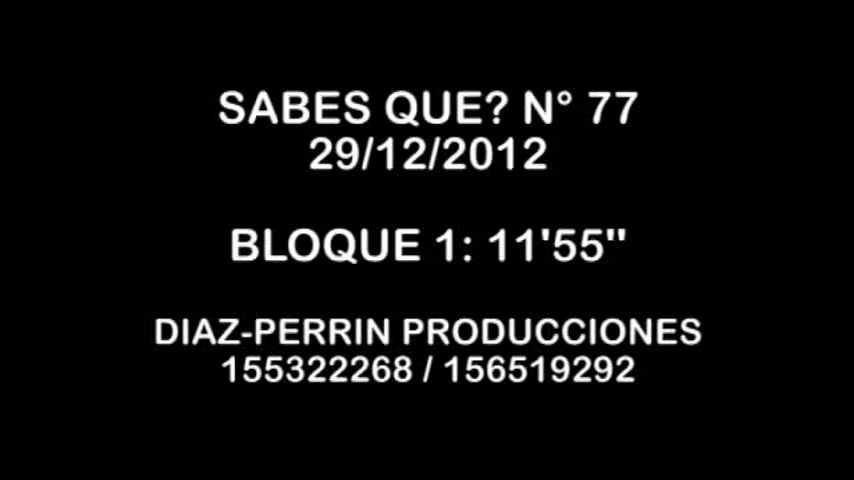 SABES QUE? N° 77
29/12/2012
BLOQUE 1: 11'55"
DIAZ-PERRIN PRODUCCIONES
155322268 / 156519292